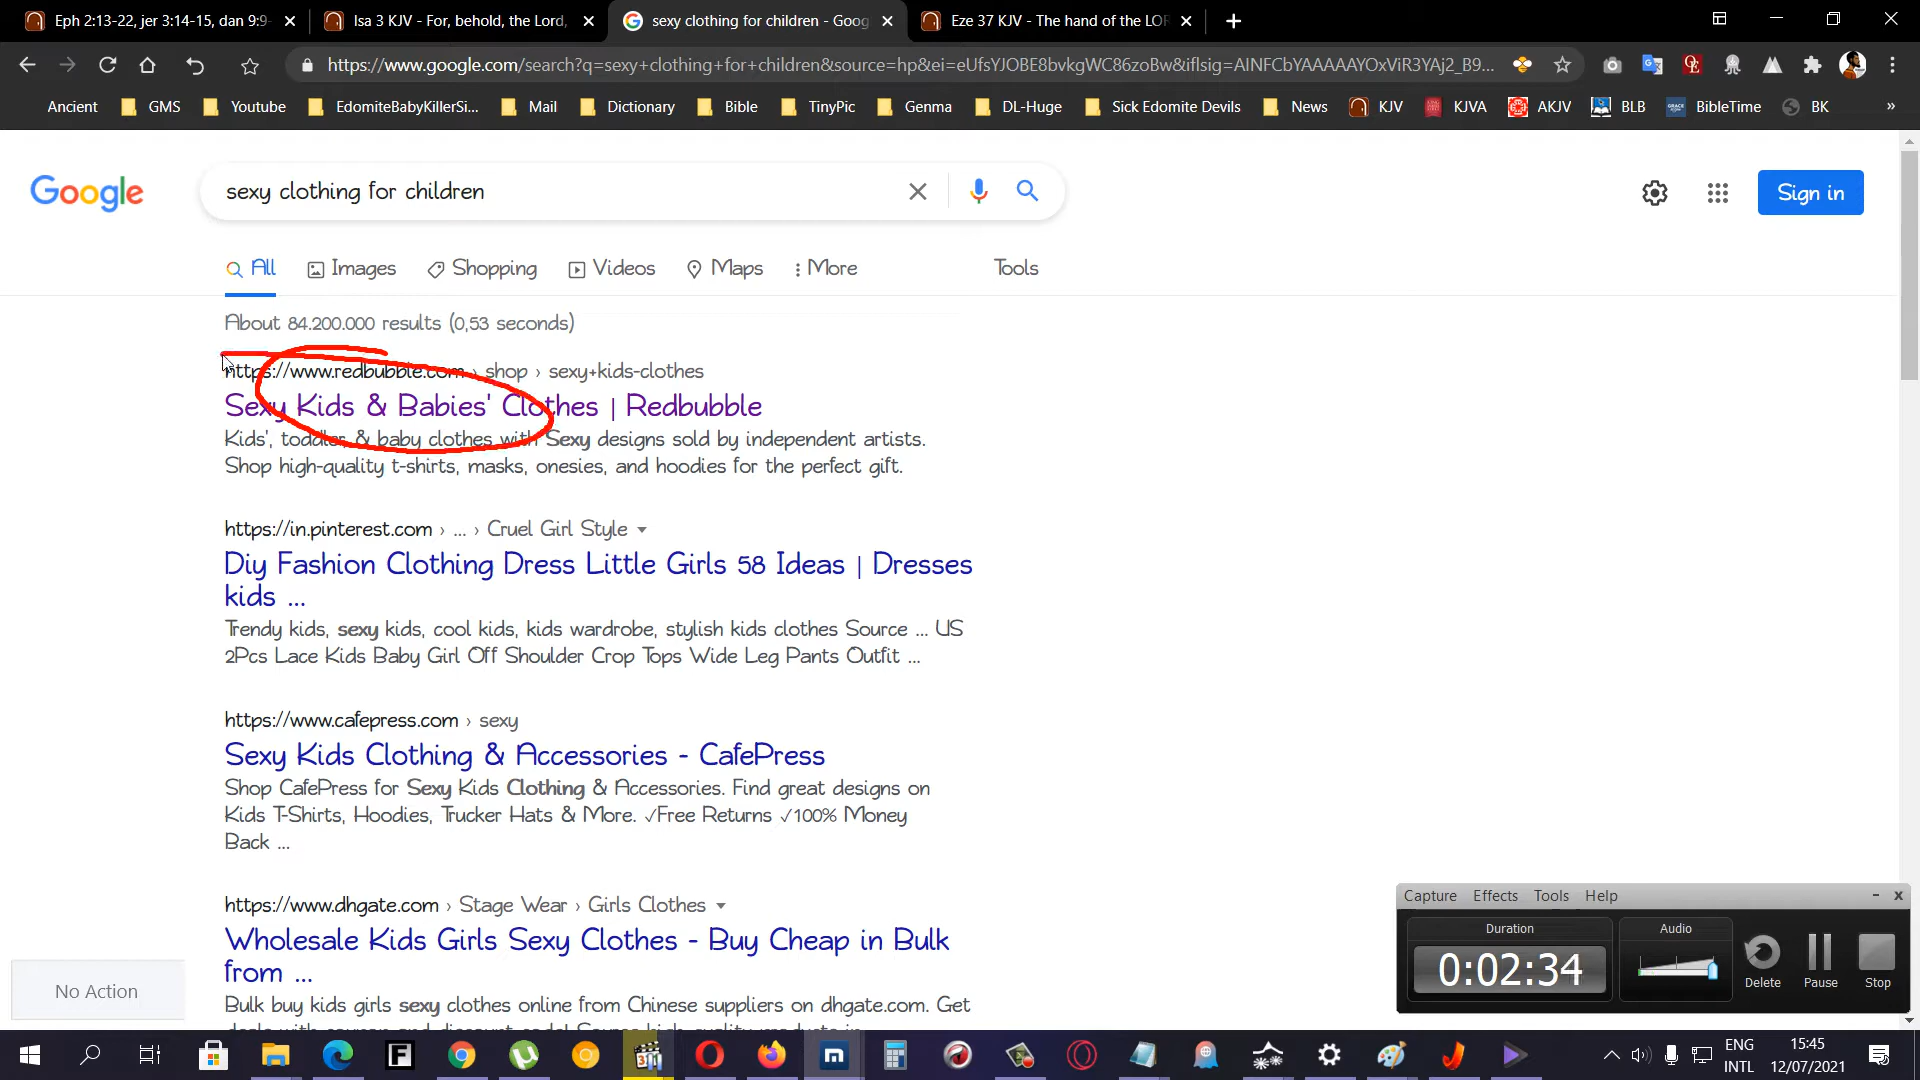 Eph 2:13-22, jer 3:14-15, dan 9:9-
Isa 3 KJV - For, behold, the Lord,
sexy clothing for children - Goog
Eze 37 KJV - The hand of the LOR
https://www.google.com/search?q=sexy+clothing+for+children&source=hp&ei=eUfsYJOBE8bvkgWC86zoBw&iflsig=AINFCbYAAAAAYOxViR3YAj2_B9...
Ancient GMS Youtube EdomiteBabyKillerSi... Mail Dictionary Bible TinyPic Genma DL-Huge Sick Edomite Devils News KJV KJVA AKJV BLB BibleTime BK »
Google
sexy clothing for children
Sign in
All Images Shopping Videos Maps More Tools
About 84.200.000 results (0,53 seconds)
https://www.redbubble.com › shop › sexy+kids-clothes
Sexy Kids & Babies' Clothes | Redbubble
Kids', toddler, & baby clothes with Sexy designs sold by independent artists.
Shop high-quality t-shirts, masks, onesies, and hoodies for the perfect gift.
https://in.pinterest.com › ... › Cruel Girl Style
Diy Fashion Clothing Dress Little Girls 58 Ideas | Dresses
kids ...
Trendy kids, sexy kids, cool kids, kids wardrobe, stylish kids clothes Source ... US
2Pcs Lace Kids Baby Girl Off Shoulder Crop Tops Wide Leg Pants Outfit ...
https://www.cafepress.com › sexy
Sexy Kids Clothing & Accessories - CafePress
Shop CafePress for Sexy Kids Clothing & Accessories. Find great designs on
Kids T-Shirts, Hoodies, Trucker Hats & More. ✓Free Returns ✓100% Money
Back ...
https://www.dhgate.com › Stage Wear › Girls Clothes
Wholesale Kids Girls Sexy Clothes - Buy Cheap in Bulk
from ...
Bulk buy kids girls sexy clothes online from Chinese suppliers on dhgate.com. Get
No Action
Capture Effects Tools Help
Duration
0:02:34
Audio
Delete
Pause
Stop
ENG
INTL
15:45
12/07/2021